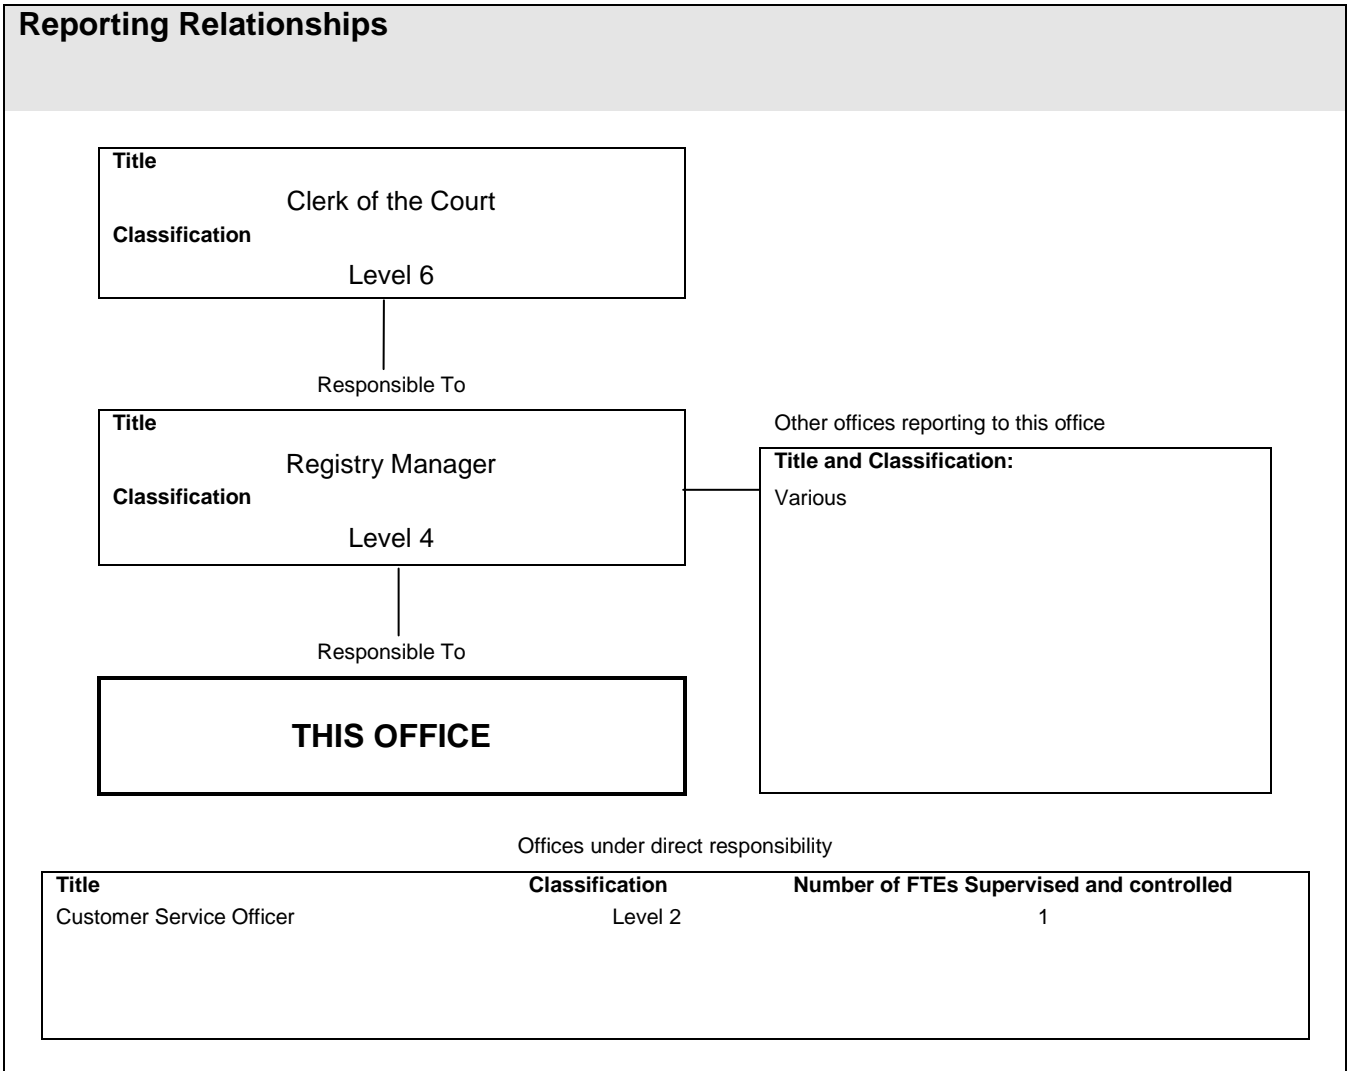 Reporting Relationships
Title
Clerk of the Court
Classification
Level 6
Responsible To
Title
Registry Manager
Classification
Level 4
Other offices reporting to this office
Title and Classification:
Various
Responsible To
THIS OFFICE
Offices under direct responsibility
Title Classification Number of FTEs Supervised and controlled
Customer Service Officer Level 2 1